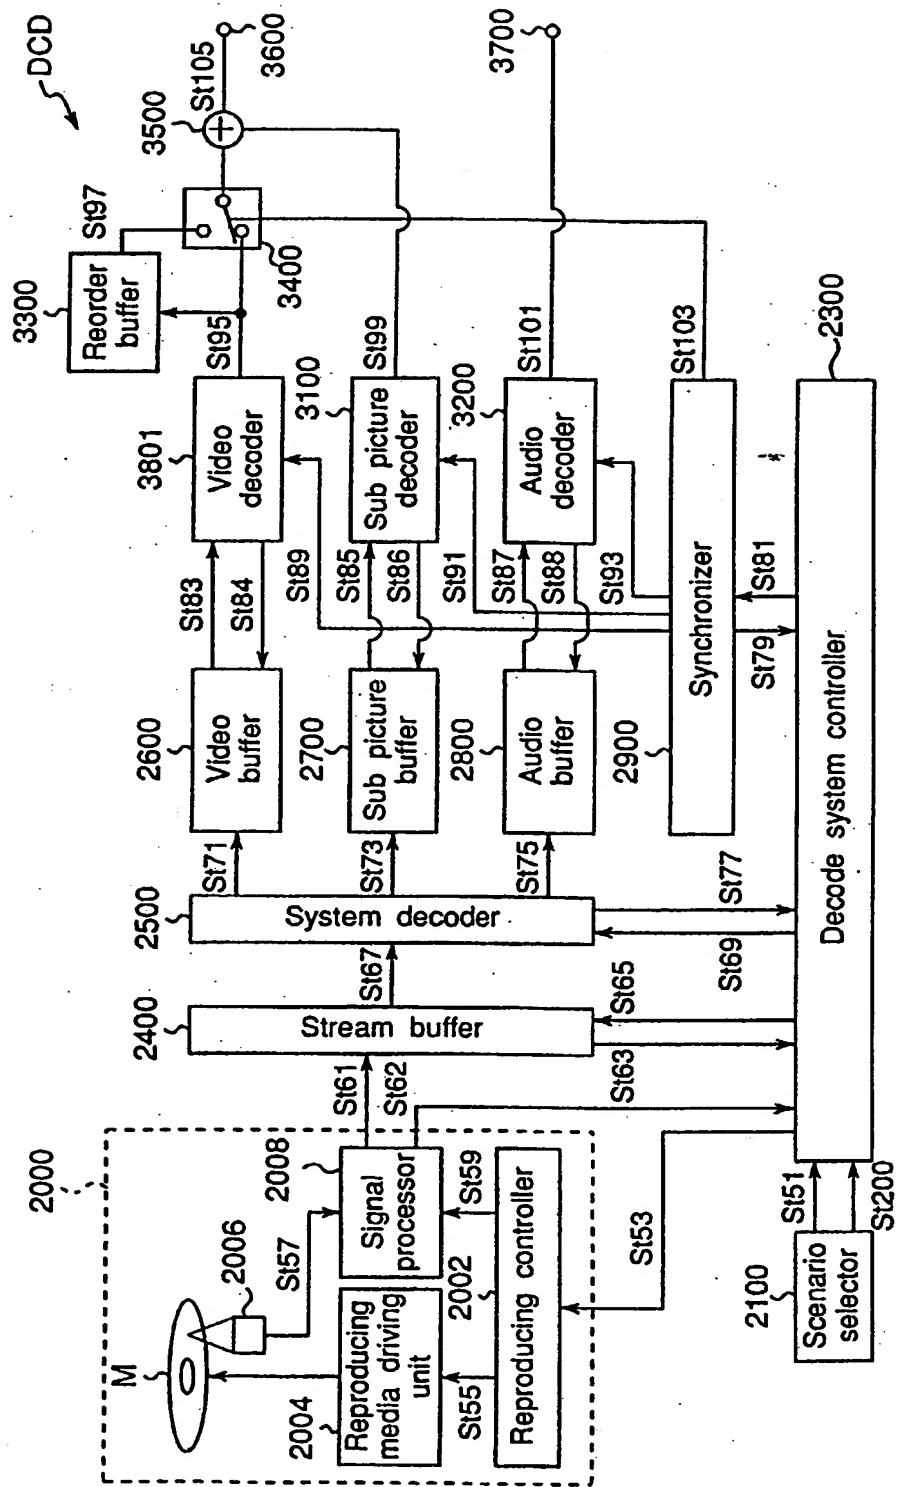 DCD
3300
Reorder
buffer
St97
3500
St105
3600
3400
St95
3801
Video
decoder
St83
St84
2600
Video
buffer
St71
3100
Sub picture
decoder
St99
St89
St85
St86
2700
Sub picture
buffer
St73
3200
Audio
decoder
St101
3700
St91
St87
St88
St93
2800
Audio
buffer
St75
2900
Synchronizer
St103
St79
St81
2300
Decode system controller
2500
System decoder
St67
St77
St69
2400
Stream buffer
St65
St63
St61
St62
2000
M
2006
St57
2008
Signal
processor
St59
2004
Reproducing
media driving
unit
St55
2002
Reproducing controller
St53
2100
Scenario
selector
St51
St200